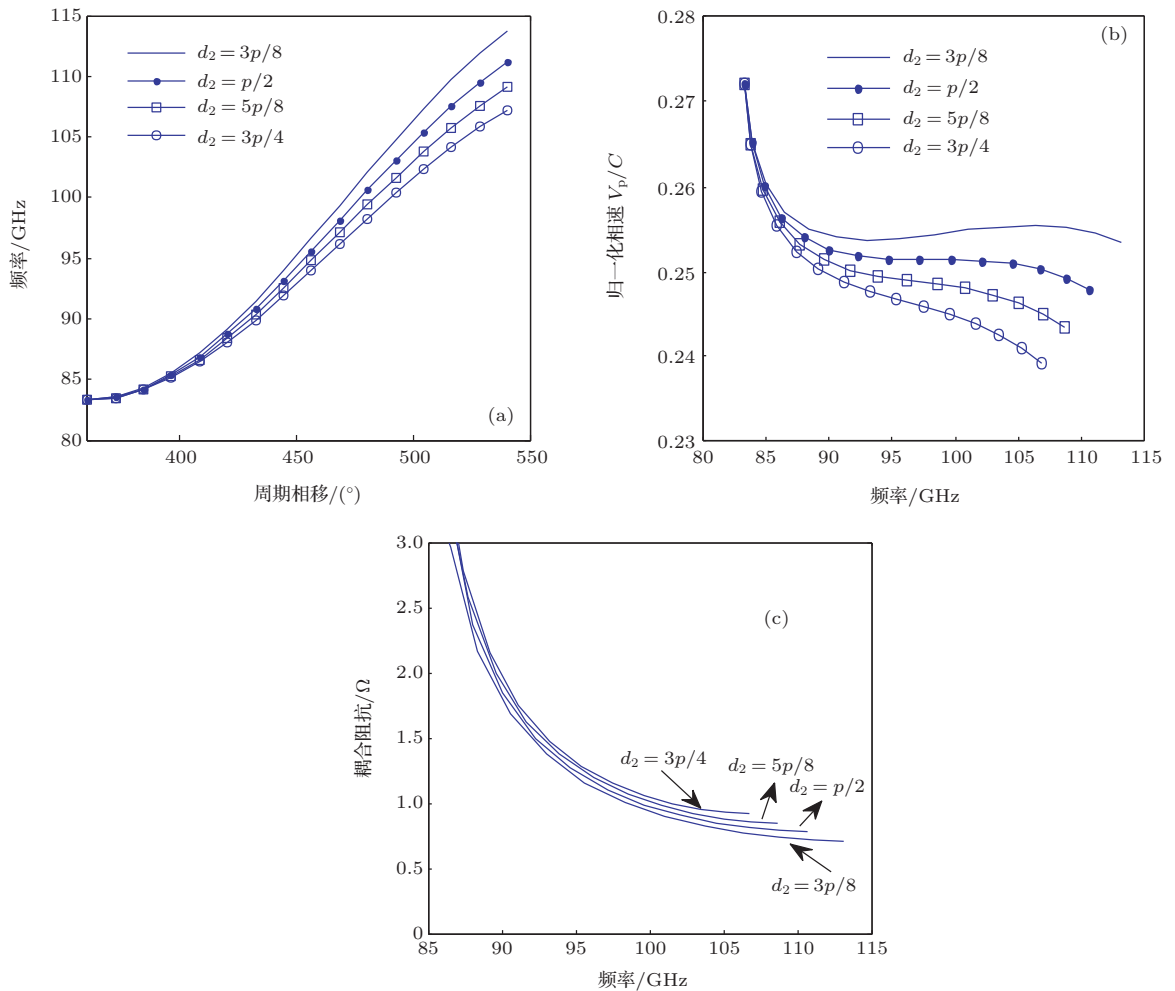 115
110
105
100
95
90
85
80
频率/GHz
d₂ = 3p/8
d₂ = p/2
d₂ = 5p/8
d₂ = 3p/4
(a)
400
450
500
550
周期相移/(°)
0.28
0.27
0.26
0.25
0.24
0.23
归一化相速 Vₚ/C
(b)
d₂ = 3p/8
d₂ = p/2
d₂ = 5p/8
d₂ = 3p/4
80
85
90
95
100
105
110
115
频率/GHz
3.0
2.5
2.0
1.5
1.0
0.5
0
耦合阻抗/Ω
(c)
d₂ = 3p/4
d₂ = 5p/8
d₂ = p/2
d₂ = 3p/8
85
90
95
100
105
110
115
频率/GHz